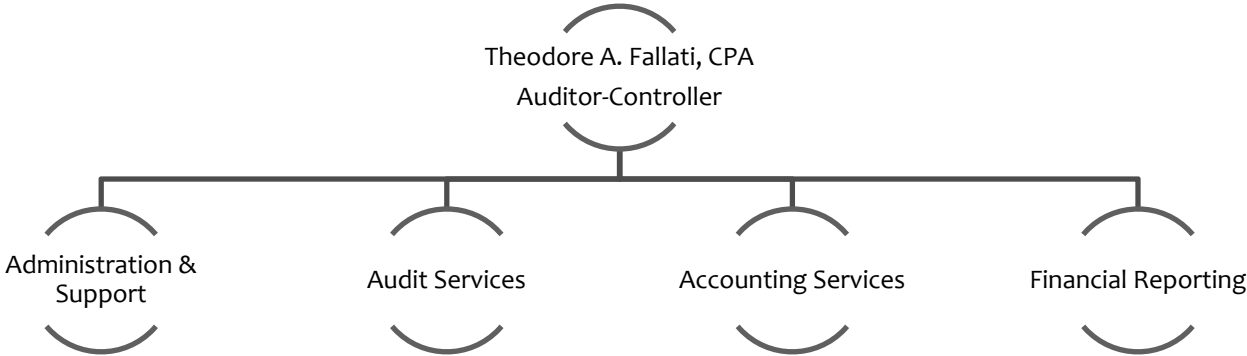 Theodore A. Fallati, CPA
Auditor-Controller
Administration &
Support
Audit Services
Accounting Services
Financial Reporting